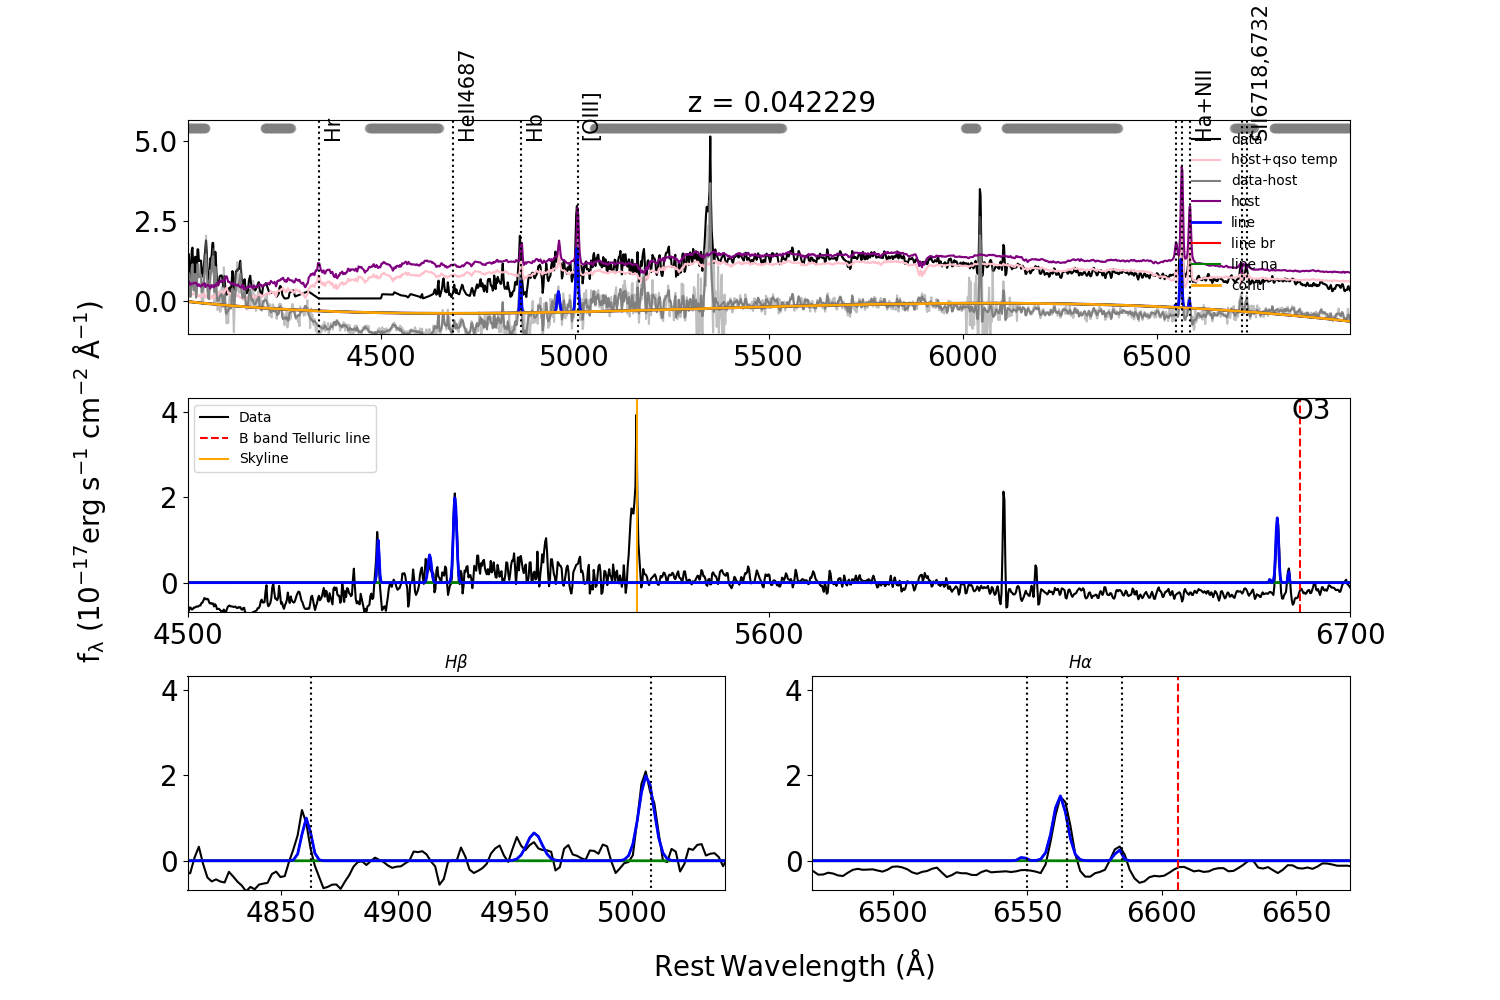 z = 0.042229
Hr
HeII4687
Hb
[OIII]
Ha+NII
SII6718,6732
5.0
2.5
0.0
data
host+qso temp
data-host
host
line
line br
line na
conti
4500
5000
5500
6000
6500
4
2
0
Data
B band Telluric line
Skyline
O3
4500
5600
6700
fλ (10−17erg s−1 cm−2 Å−1)
Hβ
4
2
0
4850
4900
4950
5000
Hα
4
2
0
6500
6550
6600
6650
Rest Wavelength (Å)